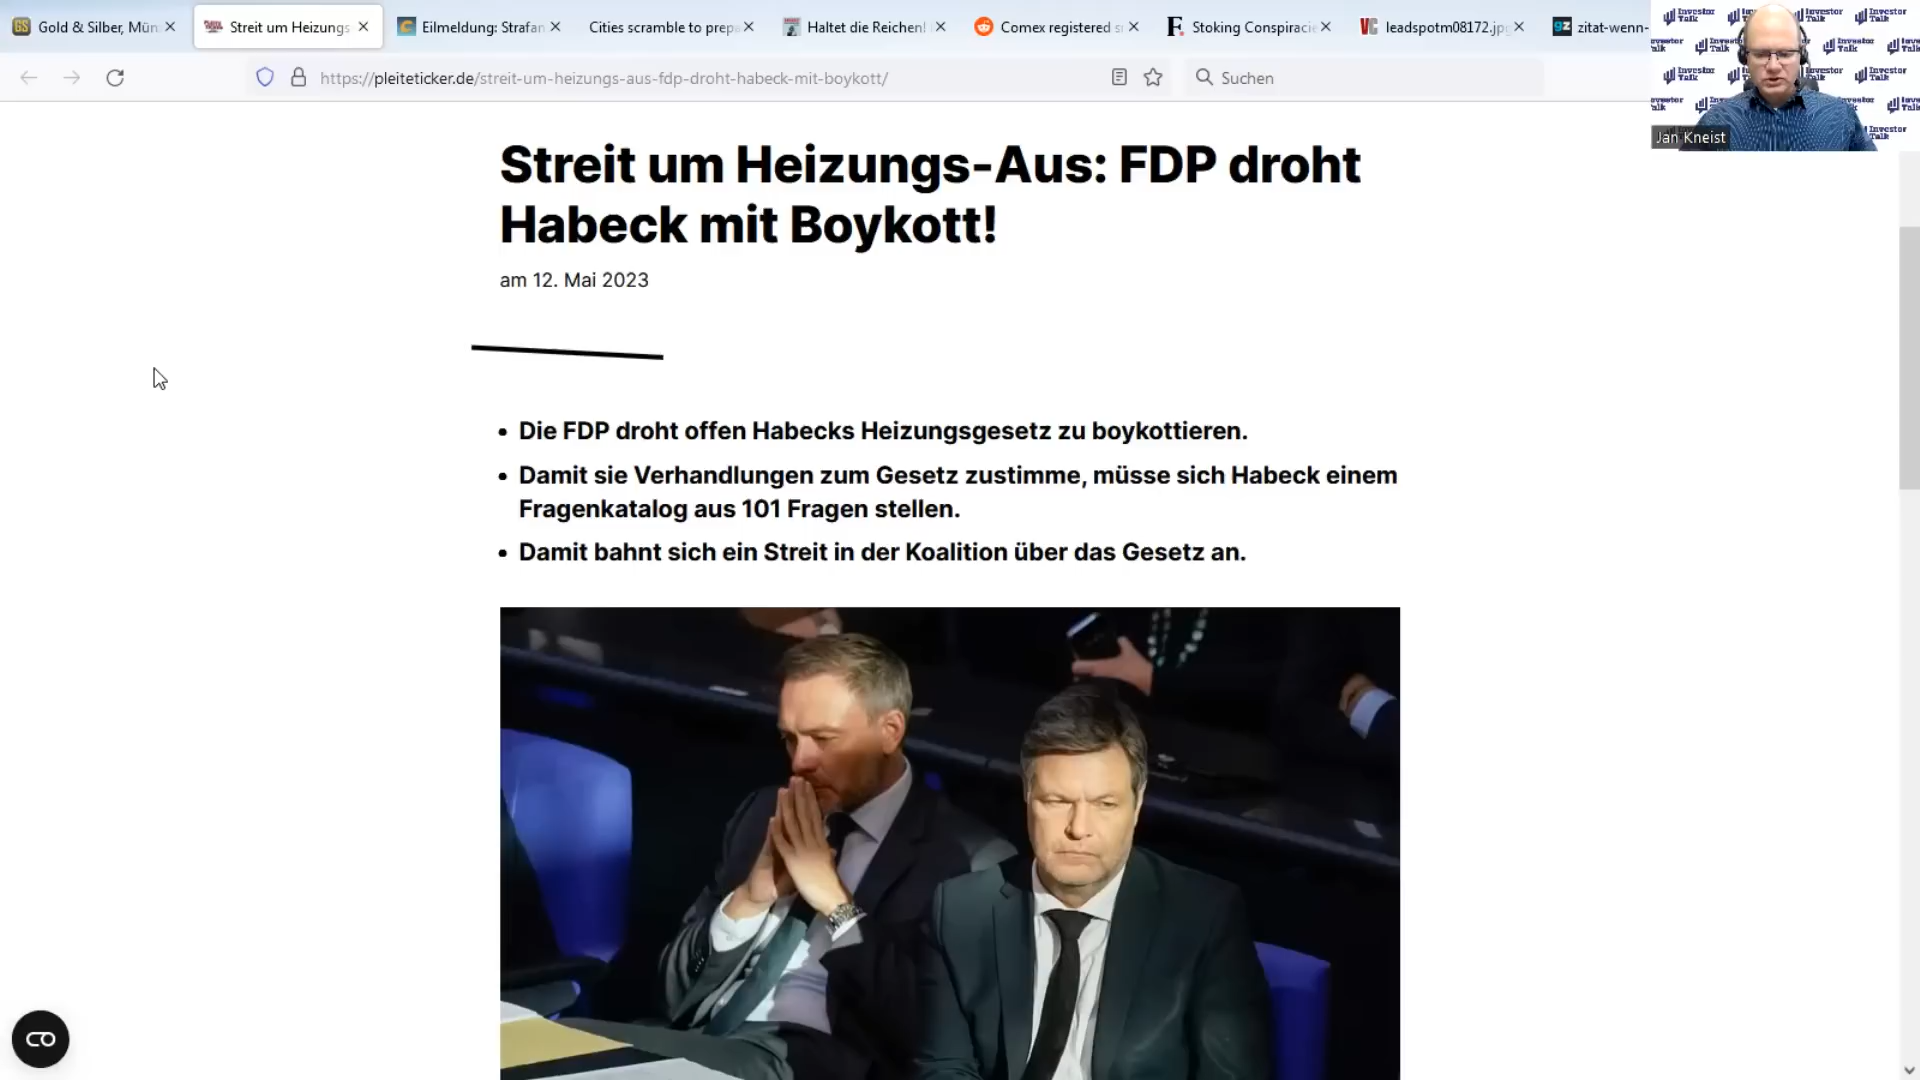 Gold & Silber, Mün
Streit um Heizungs
Eilmeldung: Strafan
Cities scramble to prep
Haltet die Reichen!
Comex registered s
Stoking Conspiracie
leadspotm08172.jpg
zitat-wenn-
https://pleiteticker.de/streit-um-heizungs-aus-fdp-droht-habeck-mit-boykott/
Suchen
Investor Talk
Jan Kneist
Streit um Heizungs-Aus: FDP droht
Habeck mit Boykott!
am 12. Mai 2023
Die FDP droht offen Habecks Heizungsgesetz zu boykottieren.
Damit sie Verhandlungen zum Gesetz zustimme, müsse sich Habeck einem
Fragenkatalog aus 101 Fragen stellen.
Damit bahnt sich ein Streit in der Koalition über das Gesetz an.